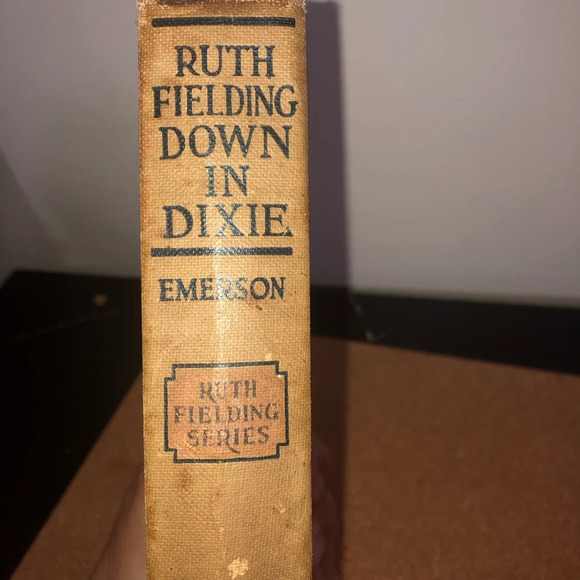 RUTH
FIELDING
DOWN
IN
DIXIE
EMERSON
RUTH
FIELDING
SERIES